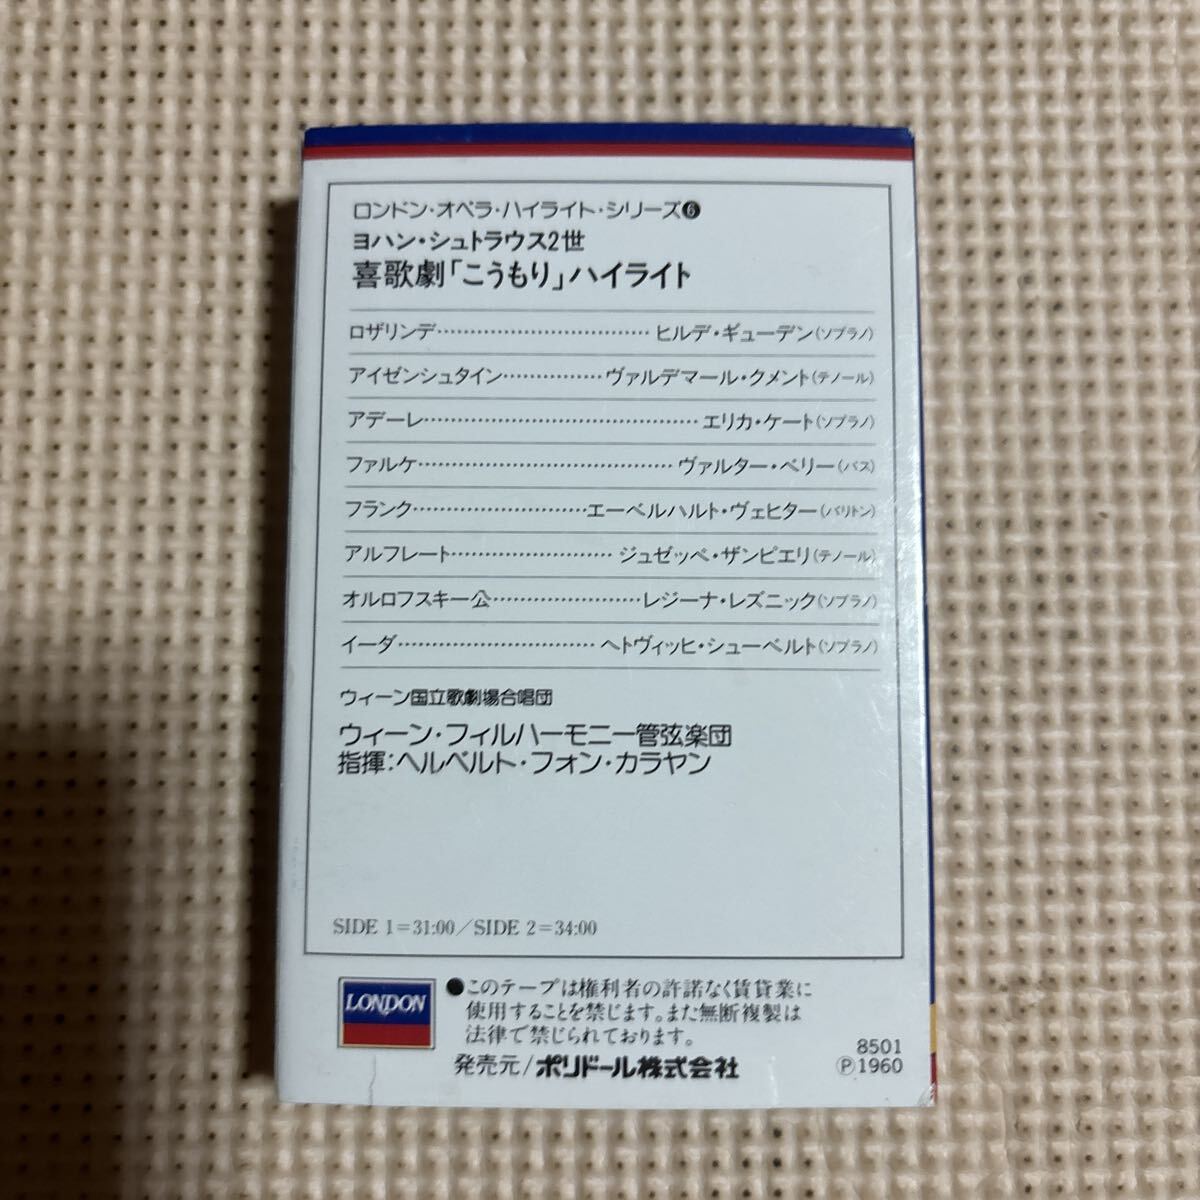 ロンドン・オペラ・ハイライト・シリーズ❻
ヨハン・シュトラウス2世
喜歌劇「こうもり」ハイライト
ロザリンデ……………………………ヒルデ・ギューデン(ソプラノ)
アイゼンシュタイン……………ヴァルデマール・クメント(テノール)
アデーレ……………………………………エリカ・ケート(ソプラノ)
ファルケ…………………………………ヴァルター・ベリー(バス)
フランク………………………エーベルハルト・ヴェヒター(バリトン)
アルフレート……………………ジュゼッペ・ザンピエリ(テノール)
オルロフスキー公…………………レジーナ・レズニック(ソプラノ)
イーダ…………………………ヘトヴィッヒ・シューベルト(ソプラノ)
ウィーン国立歌劇場合唱団
ウィーン・フィルハーモニー管弦楽団
指揮:ヘルベルト・フォン・カラヤン
SIDE 1=31:00/SIDE 2=34:00
LONDON
●このテープは権利者の許諾なく賃貸業に
使用することを禁じます。また無断複製は
法律で禁じられております。
発売元/ポリドール株式会社
8501
Ⓟ1960